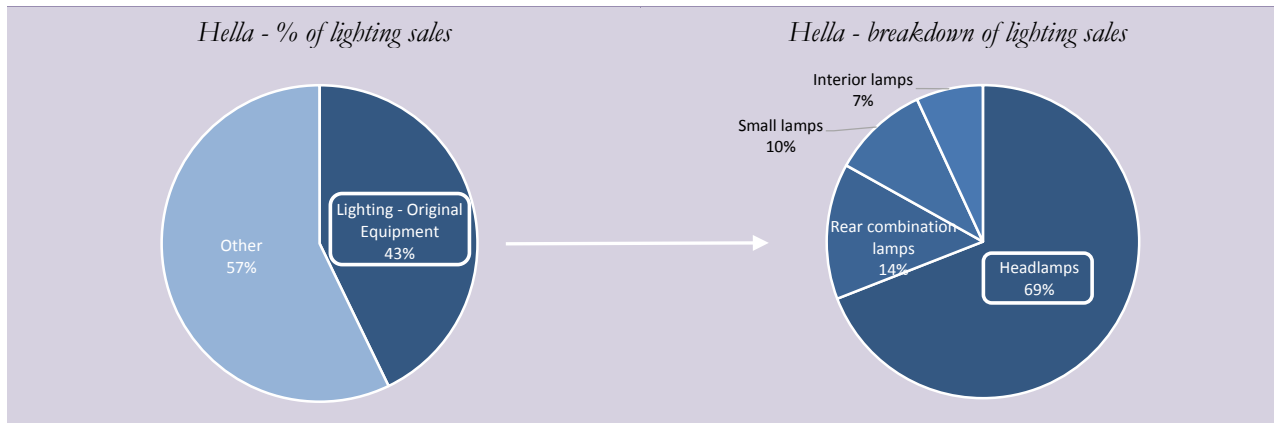 Hella - % of lighting sales
Lighting - Original
Equipment
43%
Other
57%
Hella - breakdown of lighting sales
Interior lamps
7%
Small lamps
10%
Rear combination
lamps
14%
Headlamps
69%